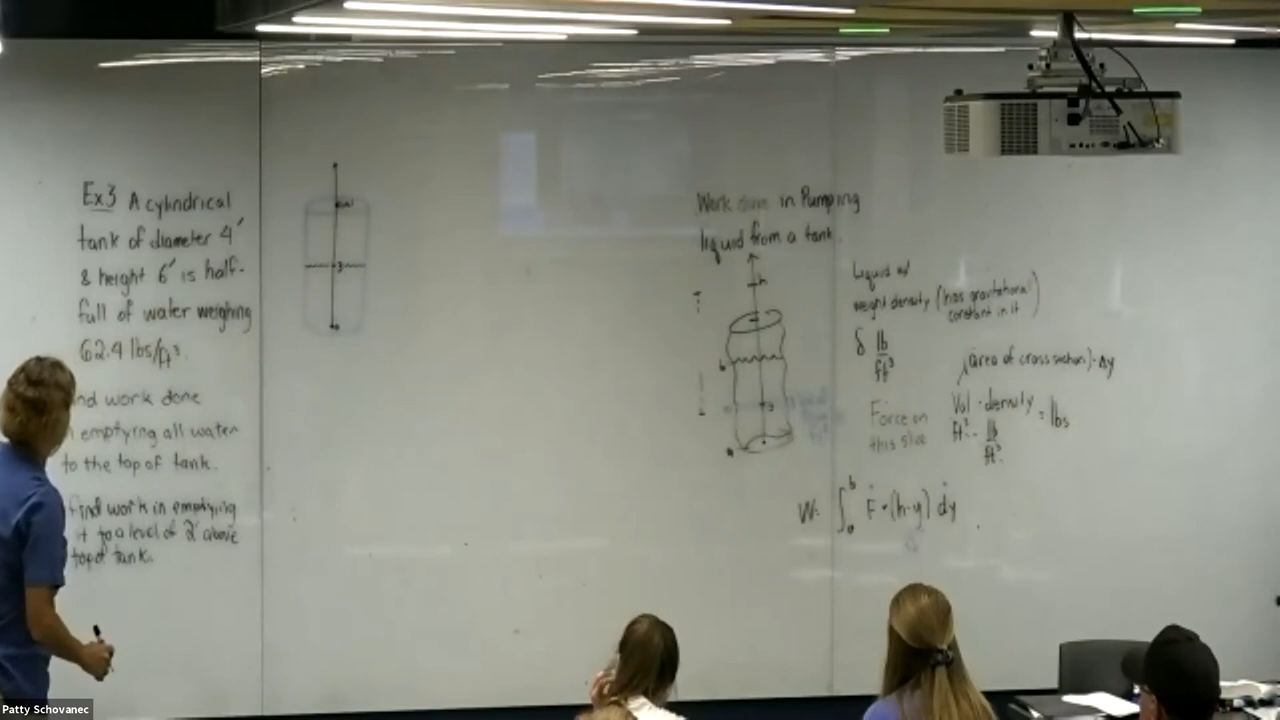 Ex.3 A cylindrical
tank of diameter 4'
& height 6' is half-
full of water weighing
62.4 lbs/ft³.
nd work done
emptying all water
to the top of tank.
find work in emptying
it to a level of 2' above
top of tank.
3
0
Work done in Pumping
liquid from a tank.
h
b
y
a
Liquid w/
weight density (has gravitational
constant in it)
δ lb
ft³
(area of cross section)·Δy
Force on
this slice
Vol · density = lbs
ft³ · lb
ft³
W = ∫ₐᵇ F·(h-y) dy
Patty Schovanec